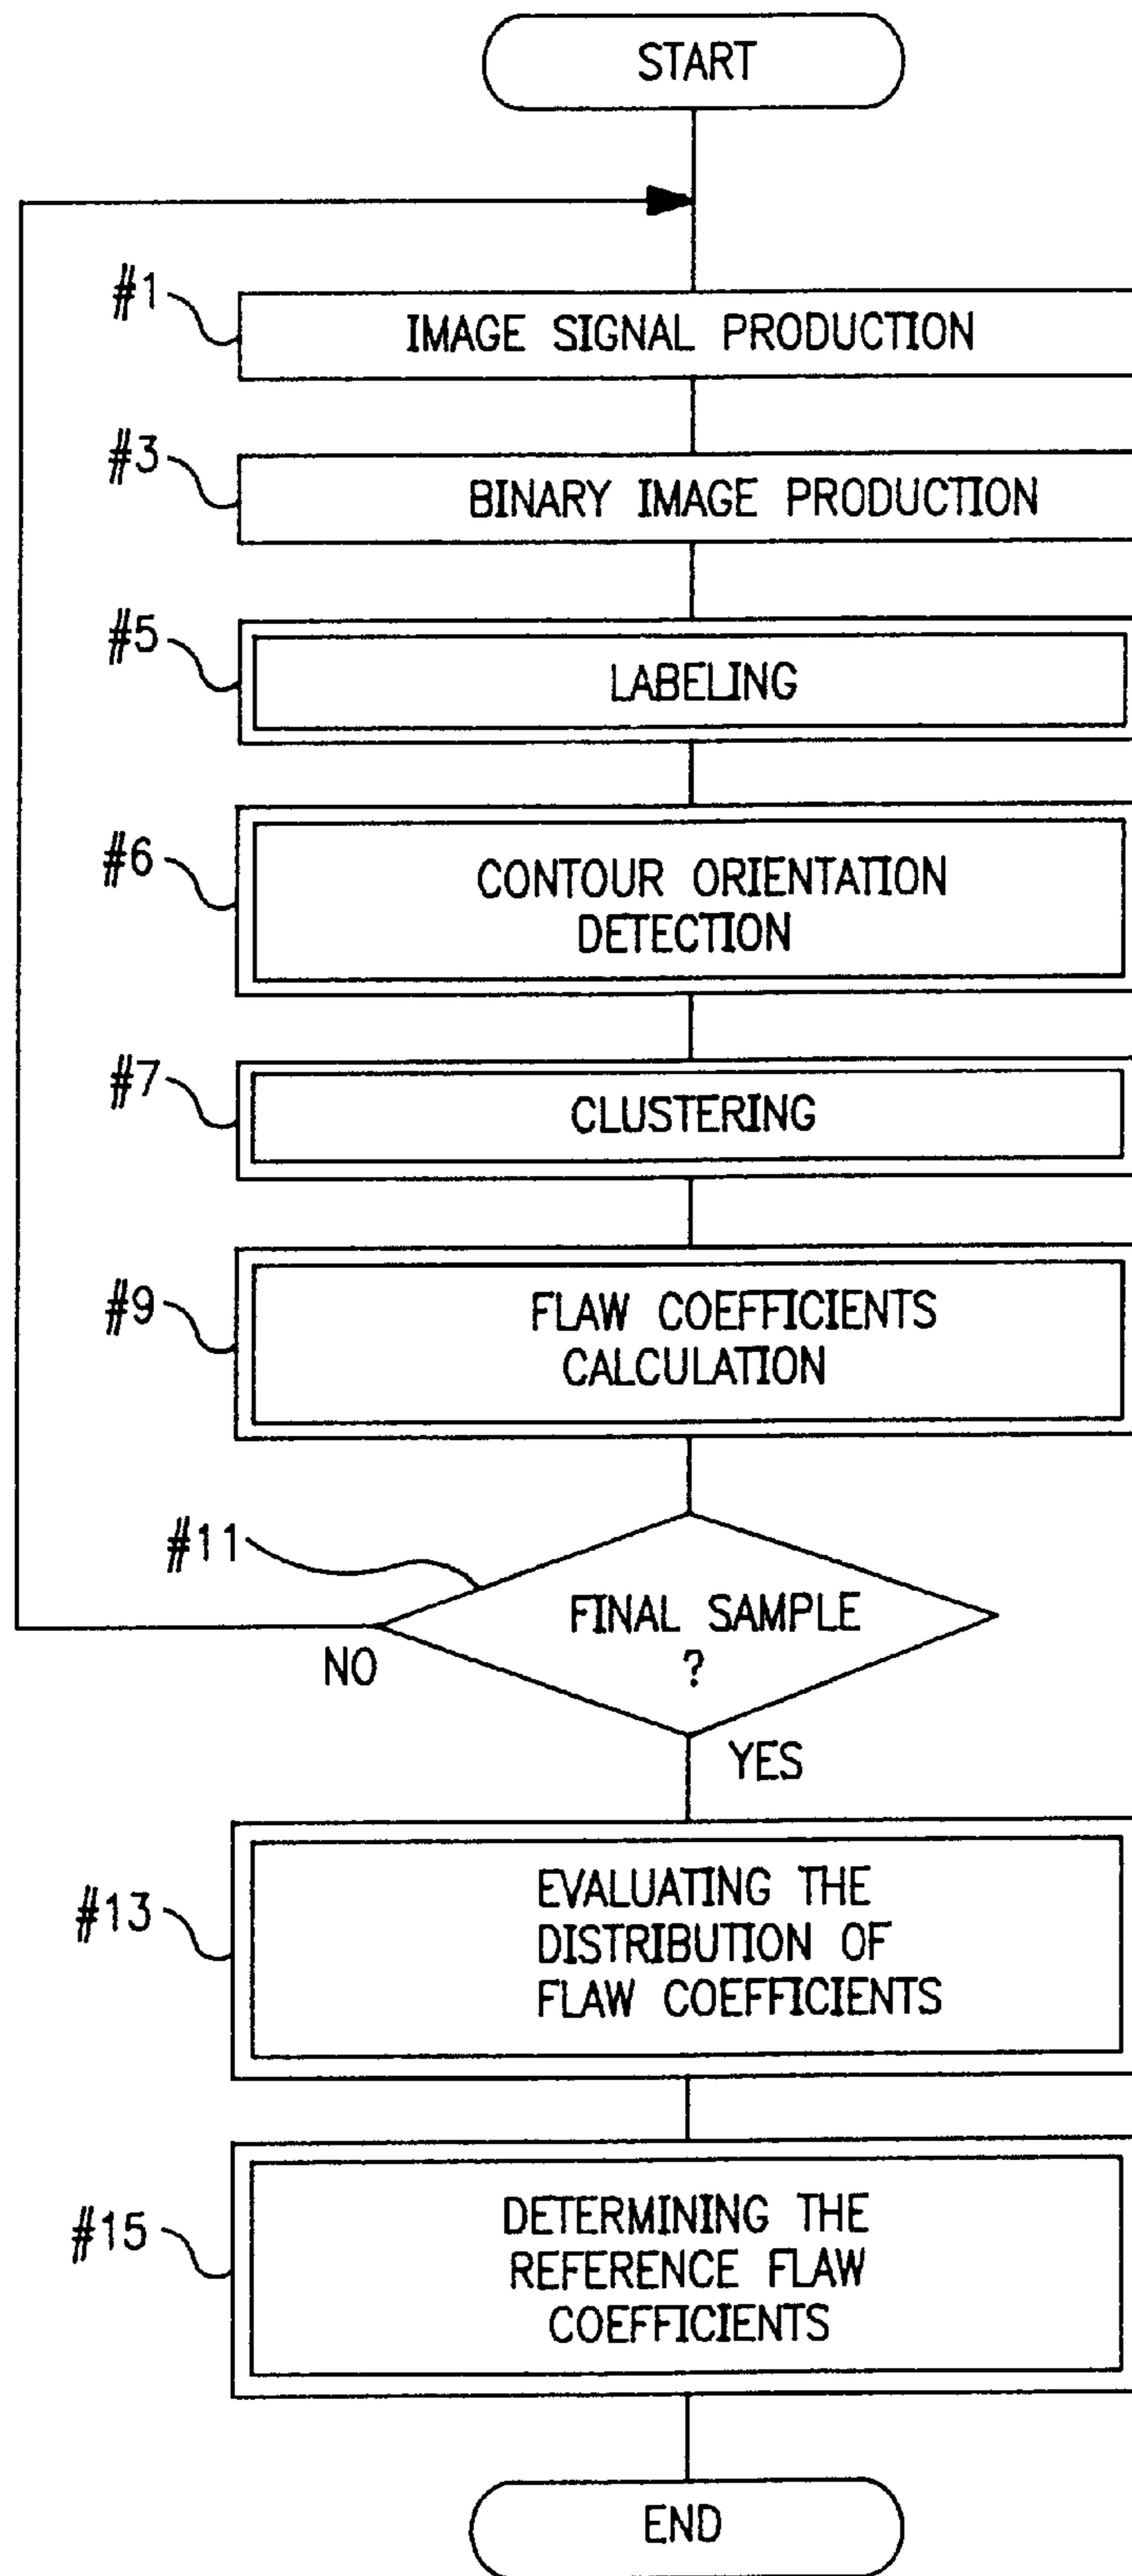 START
#1
IMAGE SIGNAL PRODUCTION
#3
BINARY IMAGE PRODUCTION
#5
LABELING
#6
CONTOUR ORIENTATION
DETECTION
#7
CLUSTERING
#9
FLAW COEFFICIENTS
CALCULATION
#11
FINAL SAMPLE
?
NO
YES
#13
EVALUATING THE
DISTRIBUTION OF
FLAW COEFFICIENTS
#15
DETERMINING THE
REFERENCE FLAW
COEFFICIENTS
END